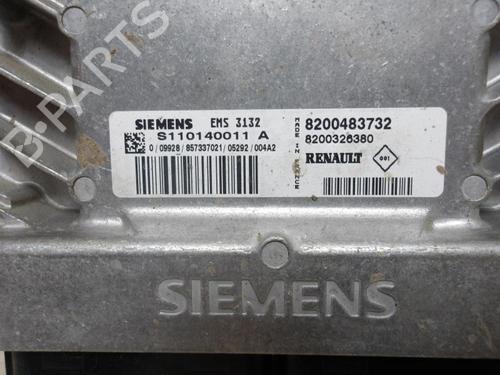 B-PARTS
SIEMENS EMS 3132
S110140011 A
0 / 09928 / 857337021 / 05292 / 004A2
MADE IN FRANCE
8200483732
8200326380
RENAULT
001
SIEMENS